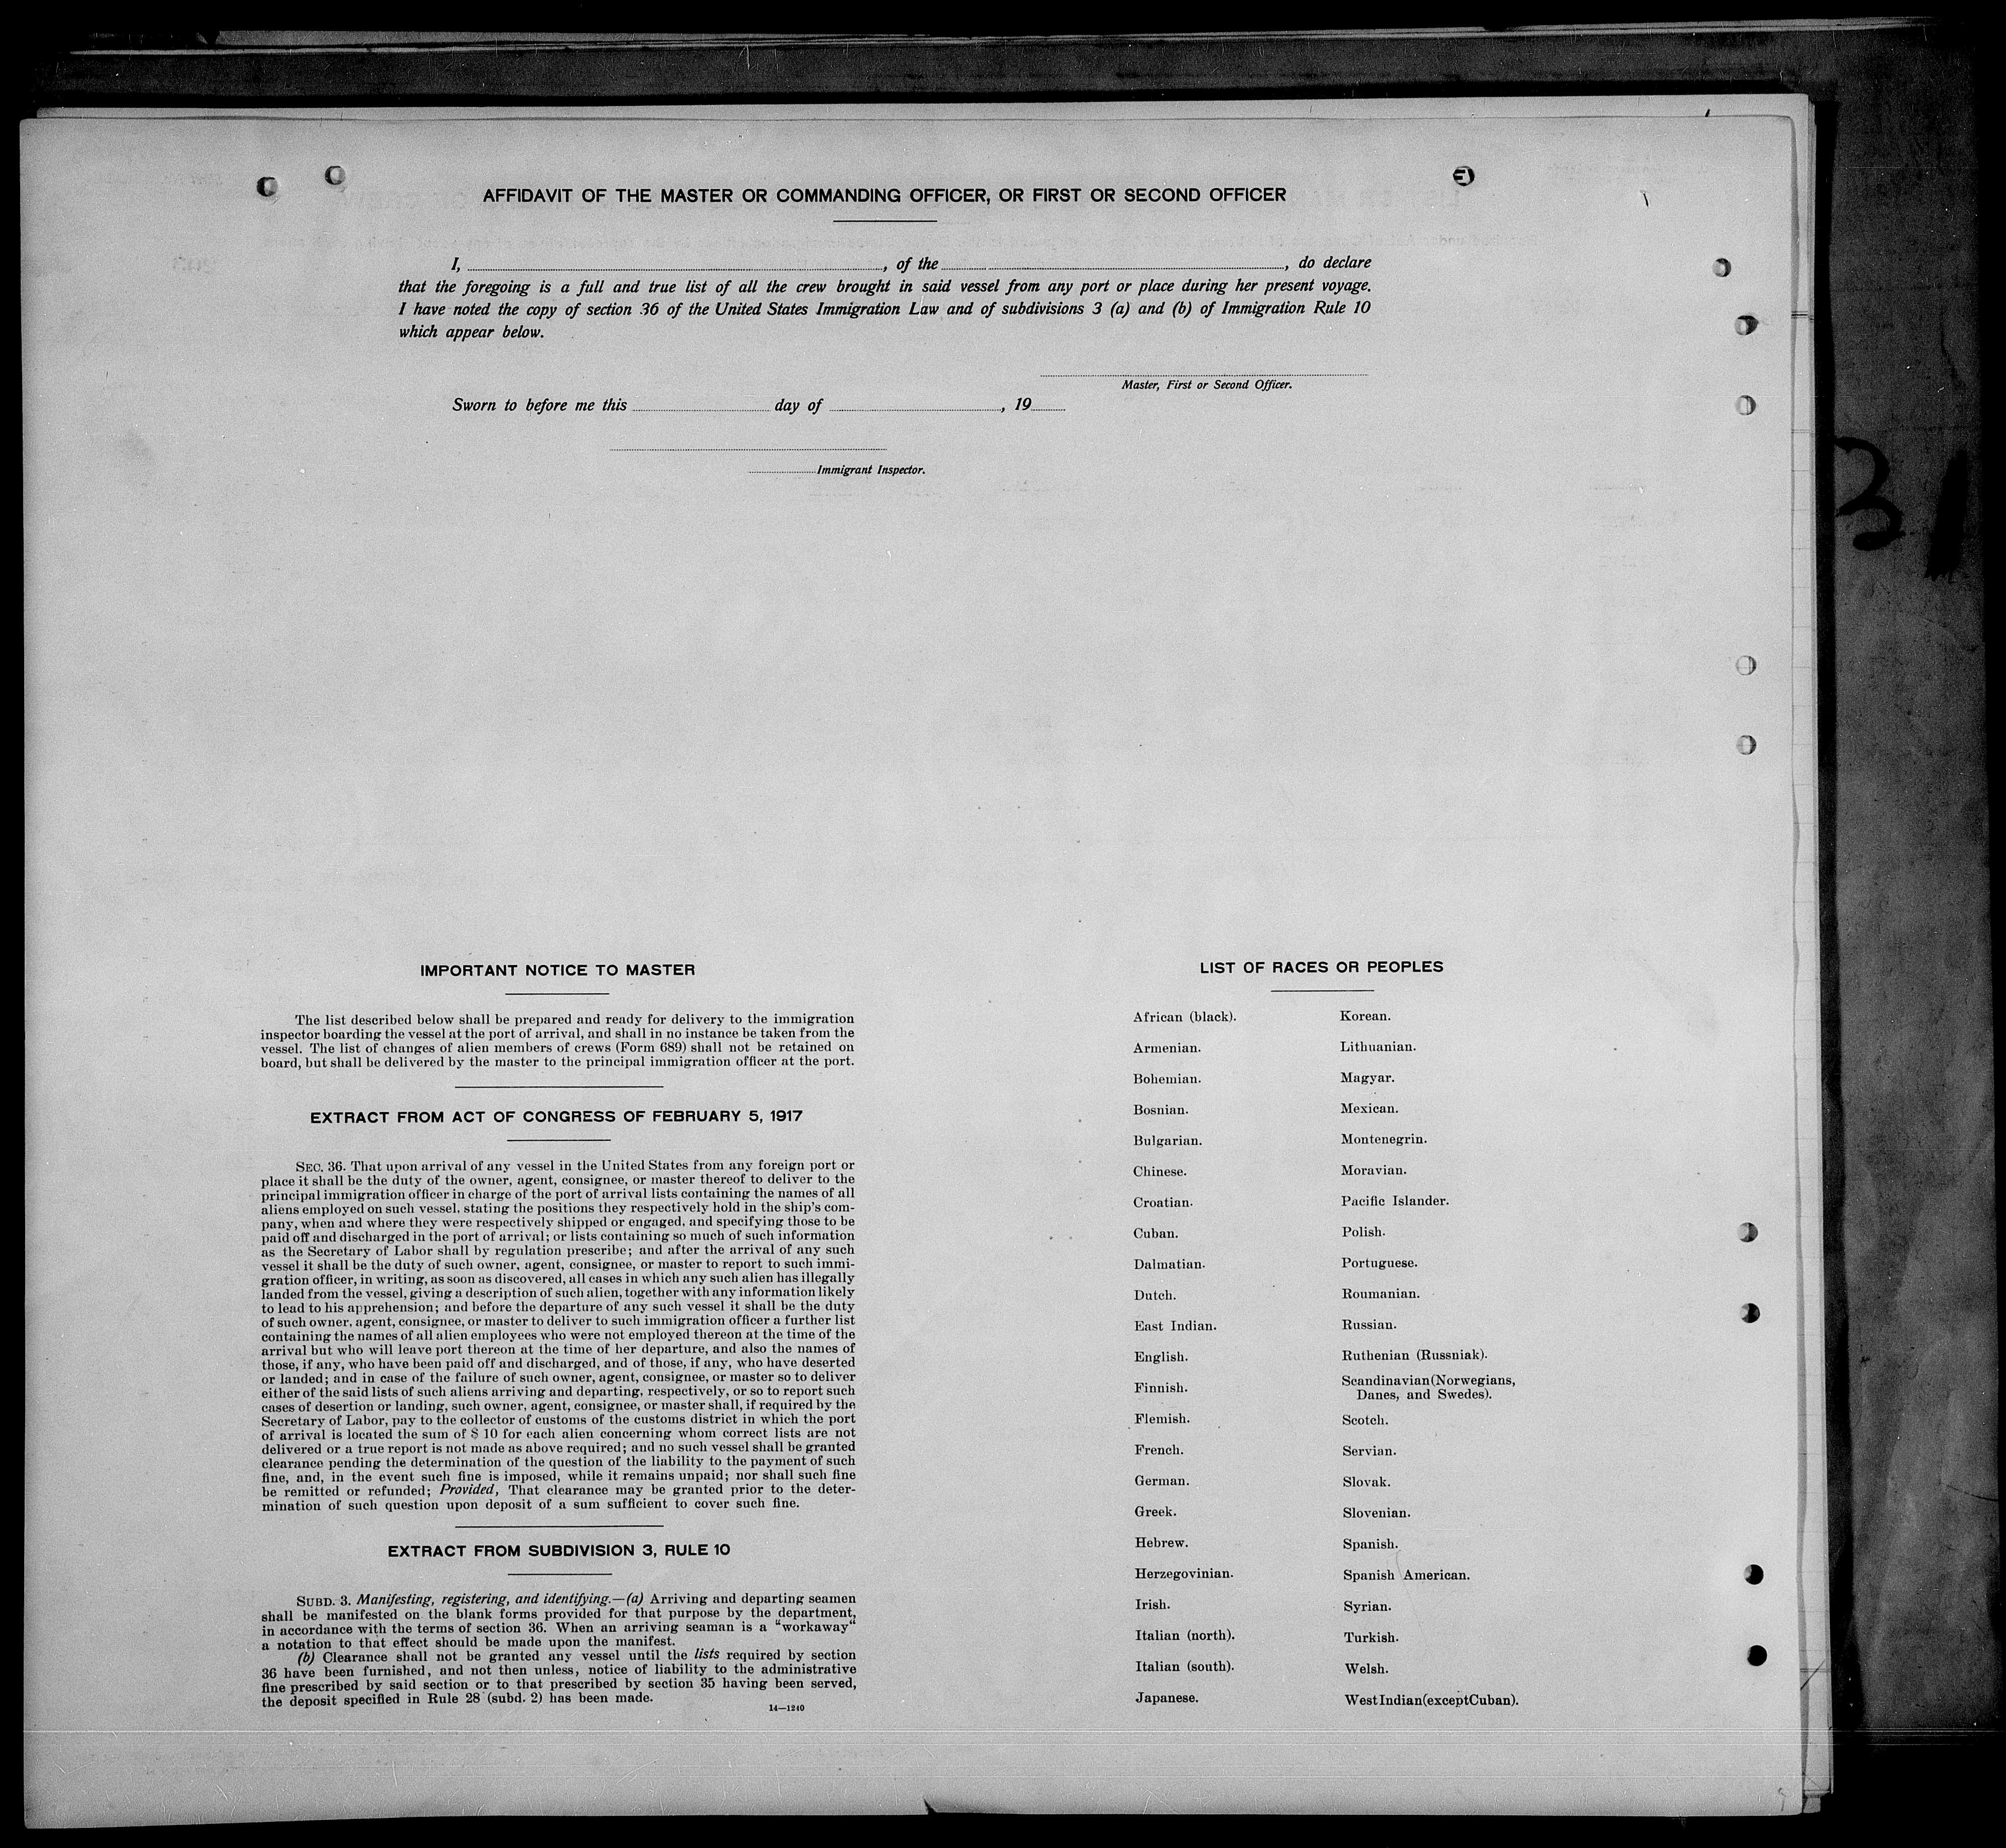 AFFIDAVIT OF THE MASTER OR COMMANDING OFFICER, OR FIRST OR SECOND OFFICER
I, , of the , do declare
that the foregoing is a full and true list of all the crew brought in said vessel from any port or place during her present voyage.
I have noted the copy of section 36 of the United States Immigration Law and of subdivisions 3 (a) and (b) of Immigration Rule 10
which appear below.
Master, First or Second Officer.
Sworn to before me this day of , 19
Immigrant Inspector.
31
IMPORTANT NOTICE TO MASTER
The list described below shall be prepared and ready for delivery to the immigration
inspector boarding the vessel at the port of arrival, and shall in no instance be taken from the
vessel. The list of changes of alien members of crews (Form 689) shall not be retained on
board, but shall be delivered by the master to the principal immigration officer at the port.
EXTRACT FROM ACT OF CONGRESS OF FEBRUARY 5, 1917
SEC. 36. That upon arrival of any vessel in the United States from any foreign port or
place it shall be the duty of the owner, agent, consignee, or master thereof to deliver to the
principal immigration officer in charge of the port of arrival lists containing the names of all
aliens employed on such vessel, stating the positions they respectively hold in the ship's com-
pany, when and where they were respectively shipped or engaged, and specifying those to be
paid off and discharged in the port of arrival; or lists containing so much of such information
as the Secretary of Labor shall by regulation prescribe; and after the arrival of any such
vessel it shall be the duty of such owner, agent, consignee, or master to report to such immi-
gration officer, in writing, as soon as discovered, all cases in which any such alien has illegally
landed from the vessel, giving a description of such alien, together with any information likely
to lead to his apprehension; and before the departure of any such vessel it shall be the duty
of such owner, agent, consignee, or master to deliver to such immigration officer a further list
containing the names of all alien employees who were not employed thereon at the time of the
arrival but who will leave port thereon at the time of her departure, and also the names of
those, if any, who have been paid off and discharged, and of those, if any, who have deserted
or landed; and in case of the failure of such owner, agent, consignee, or master so to deliver
either of the said lists of such aliens arriving and departing, respectively, or so to report such
cases of desertion or landing, such owner, agent, consignee, or master shall, if required by the
Secretary of Labor, pay to the collector of customs of the customs district in which the port
of arrival is located the sum of $ 10 for each alien concerning whom correct lists are not
delivered or a true report is not made as above required; and no such vessel shall be granted
clearance pending the determination of the question of the liability to the payment of such
fine, and, in the event such fine is imposed, while it remains unpaid; nor shall such fine
be remitted or refunded; Provided, That clearance may be granted prior to the deter-
mination of such question upon deposit of a sum sufficient to cover such fine.
EXTRACT FROM SUBDIVISION 3, RULE 10
SUBD. 3. Manifesting, registering, and identifying.—(a) Arriving and departing seamen
shall be manifested on the blank forms provided for that purpose by the department,
in accordance with the terms of section 36. When an arriving seaman is a "workaway"
a notation to that effect should be made upon the manifest.
(b) Clearance shall not be granted any vessel until the lists required by section
36 have been furnished, and not then unless, notice of liability to the administrative
fine prescribed by said section or to that prescribed by section 35 having been served,
the deposit specified in Rule 28 (subd. 2) has been made.
14—1240
LIST OF RACES OR PEOPLES
African (black).
Armenian.
Bohemian.
Bosnian.
Bulgarian.
Chinese.
Croatian.
Cuban.
Dalmatian.
Dutch.
East Indian.
English.
Finnish.
Flemish.
French.
German.
Greek.
Hebrew.
Herzegovinian.
Irish.
Italian (north).
Italian (south).
Japanese.
Korean.
Lithuanian.
Magyar.
Mexican.
Montenegrin.
Moravian.
Pacific Islander.
Polish.
Portuguese.
Roumanian.
Russian.
Ruthenian (Russniak).
Scandinavian (Norwegians,
Danes, and Swedes).
Scotch.
Servian.
Slovak.
Slovenian.
Spanish.
Spanish American.
Syrian.
Turkish.
Welsh.
West Indian (except Cuban).